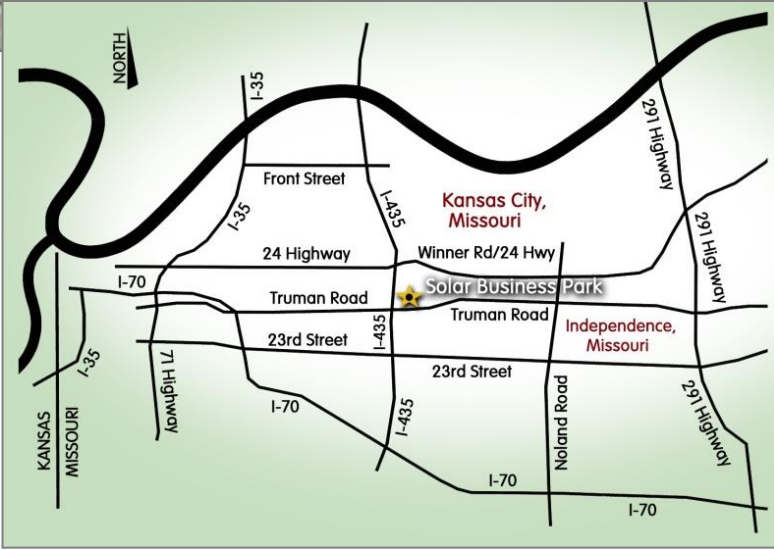 NORTH
I-35
291 Highway
Front Street
I-35
I-435
Kansas City,
Missouri
291 Highway
24 Highway
Winner Rd/24 Hwy
I-70
Solar Business Park
Truman Road
Truman Road
I-435
Independence,
Missouri
23rd Street
I-35
71 Highway
23rd Street
291 Highway
I-70
I-435
Noland Road
KANSAS
MISSOURI
I-70
I-70